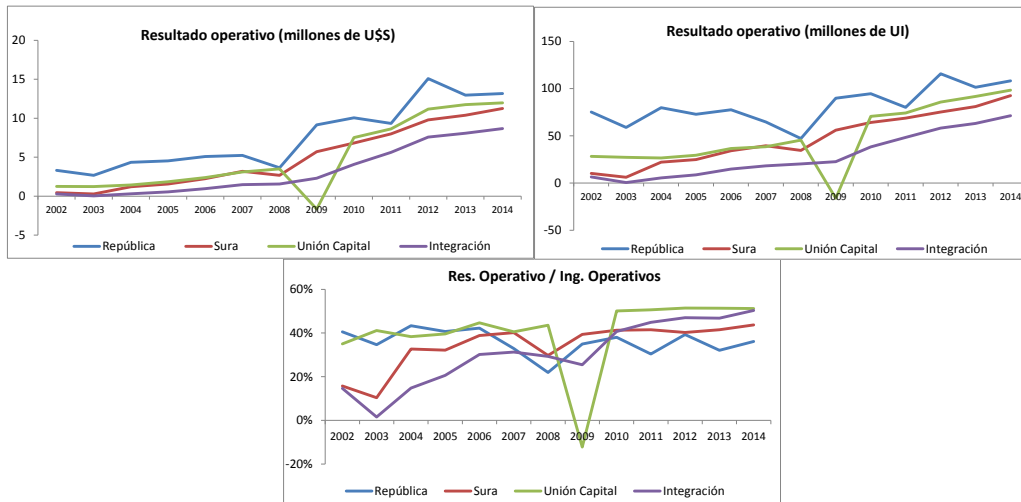 Resultado operativo (millones de U$S)
20
15
10
5
0
-5
2002 2003 2004 2005 2006 2007 2008 2009 2010 2011 2012 2013 2014
República Sura Unión Capital Integración
Resultado operativo (millones de UI)
150
100
50
0
-50
2002 2003 2004 2005 2006 2007 2008 2009 2010 2011 2012 2013 2014
República Sura Unión Capital Integración
Res. Operativo / Ing. Operativos
60%
40%
20%
0%
-20%
2002 2003 2004 2005 2006 2007 2008 2009 2010 2011 2012 2013 2014
República Sura Unión Capital Integración